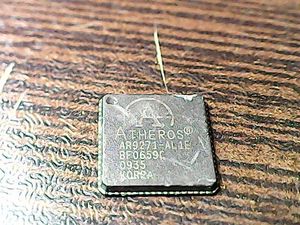 ATHEROS®
AR9271-AL1E
BF0659C
0935
KOREA